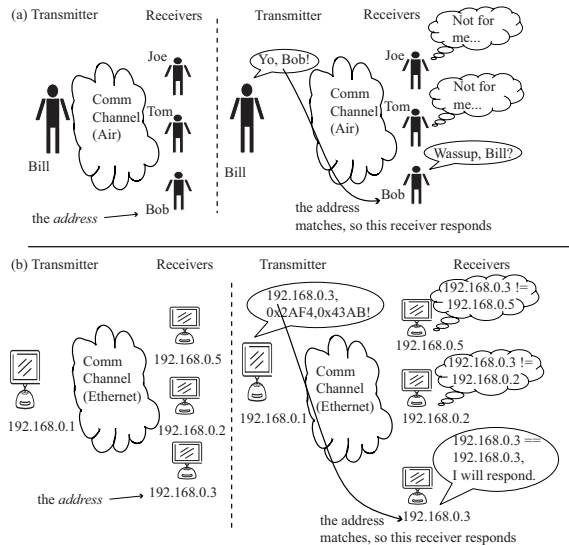 (a)
Transmitter
Receivers
Joe
Comm
Channel
(Air)
Tom
Bill
Bob
the address
Transmitter
Receivers
Yo, Bob!
Not for
me...
Joe
Comm
Channel
(Air)
Tom
Not for
me...
Bill
Wassup, Bill?
Bob
the address
matches, so this receiver responds
(b) Transmitter
Receivers
192.168.0.5
Comm
Channel
(Ethernet)
192.168.0.1
192.168.0.2
192.168.0.3
the address
Transmitter
Receivers
192.168.0.3,
0x2AF4,0x43AB!
192.168.0.3 !=
192.168.0.5
192.168.0.5
Comm
Channel
(Ethernet)
192.168.0.3 !=
192.168.0.2
192.168.0.1
192.168.0.2
192.168.0.3 ==
192.168.0.3,
I will respond.
192.168.0.3
the address
matches, so this receiver responds